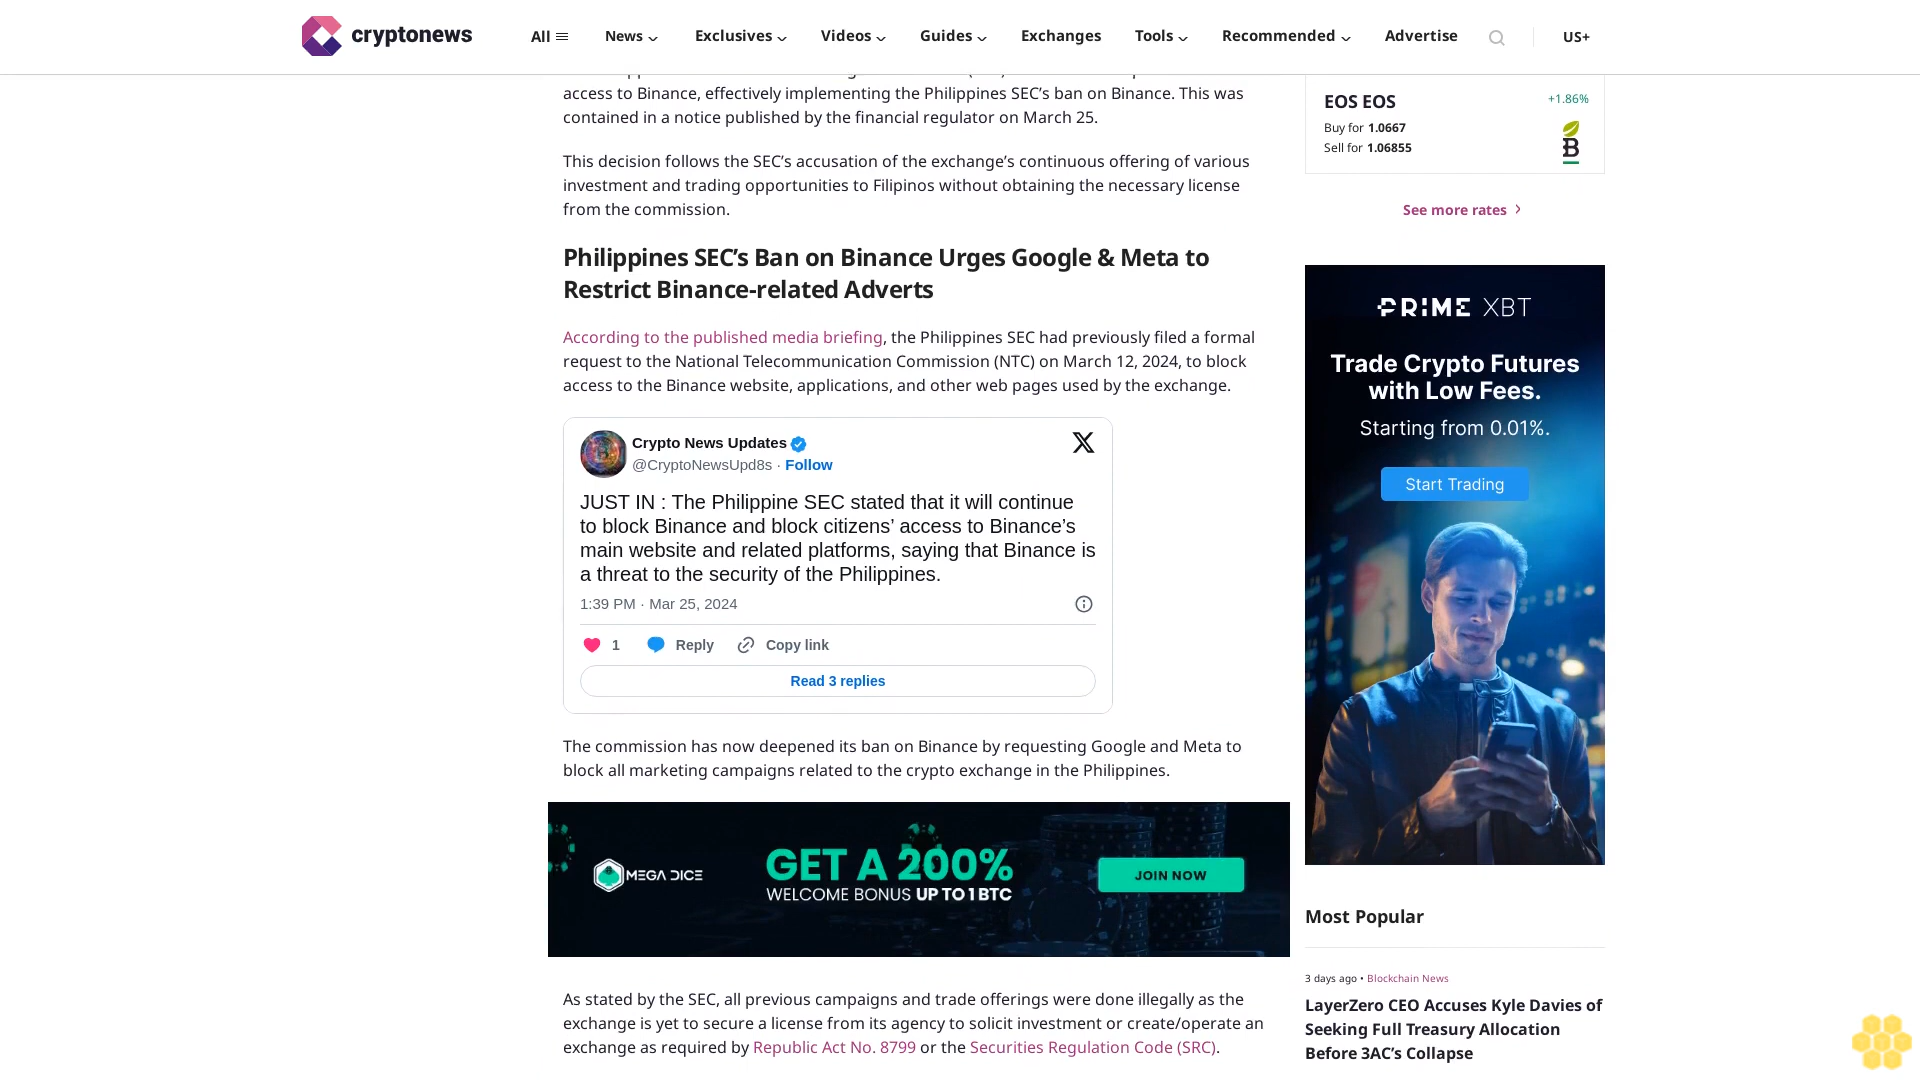 cryptonews
All
News
Exclusives
Videos
Guides
Exchanges
Tools
Recommended
Advertise
US+
access to Binance, effectively implementing the Philippines SEC’s ban on Binance. This was
contained in a notice published by the financial regulator on March 25.
This decision follows the SEC’s accusation of the exchange’s continuous offering of various
investment and trading opportunities to Filipinos without obtaining the necessary license
from the commission.
Philippines SEC’s Ban on Binance Urges Google & Meta to
Restrict Binance-related Adverts
According to the published media briefing, the Philippines SEC had previously filed a formal
request to the National Telecommunication Commission (NTC) on March 12, 2024, to block
access to the Binance website, applications, and other web pages used by the exchange.
Crypto News Updates
@CryptoNewsUpd8s · Follow
JUST IN : The Philippine SEC stated that it will continue
to block Binance and block citizens’ access to Binance’s
main website and related platforms, saying that Binance is
a threat to the security of the Philippines.
1:39 PM · Mar 25, 2024
1
Reply
Copy link
Read 3 replies
The commission has now deepened its ban on Binance by requesting Google and Meta to
block all marketing campaigns related to the crypto exchange in the Philippines.
MEGA DICE
GET A 200%
WELCOME BONUS UP TO 1 BTC
JOIN NOW
As stated by the SEC, all previous campaigns and trade offerings were done illegally as the
exchange is yet to secure a license from its agency to solicit investment or create/operate an
exchange as required by Republic Act No. 8799 or the Securities Regulation Code (SRC).
EOS EOS
+1.86%
Buy for 1.0667
Sell for 1.06855
See more rates
PRIME XBT
Trade Crypto Futures
with Low Fees.
Starting from 0.01%.
Start Trading
Most Popular
3 days ago • Blockchain News
LayerZero CEO Accuses Kyle Davies of
Seeking Full Treasury Allocation
Before 3AC’s Collapse